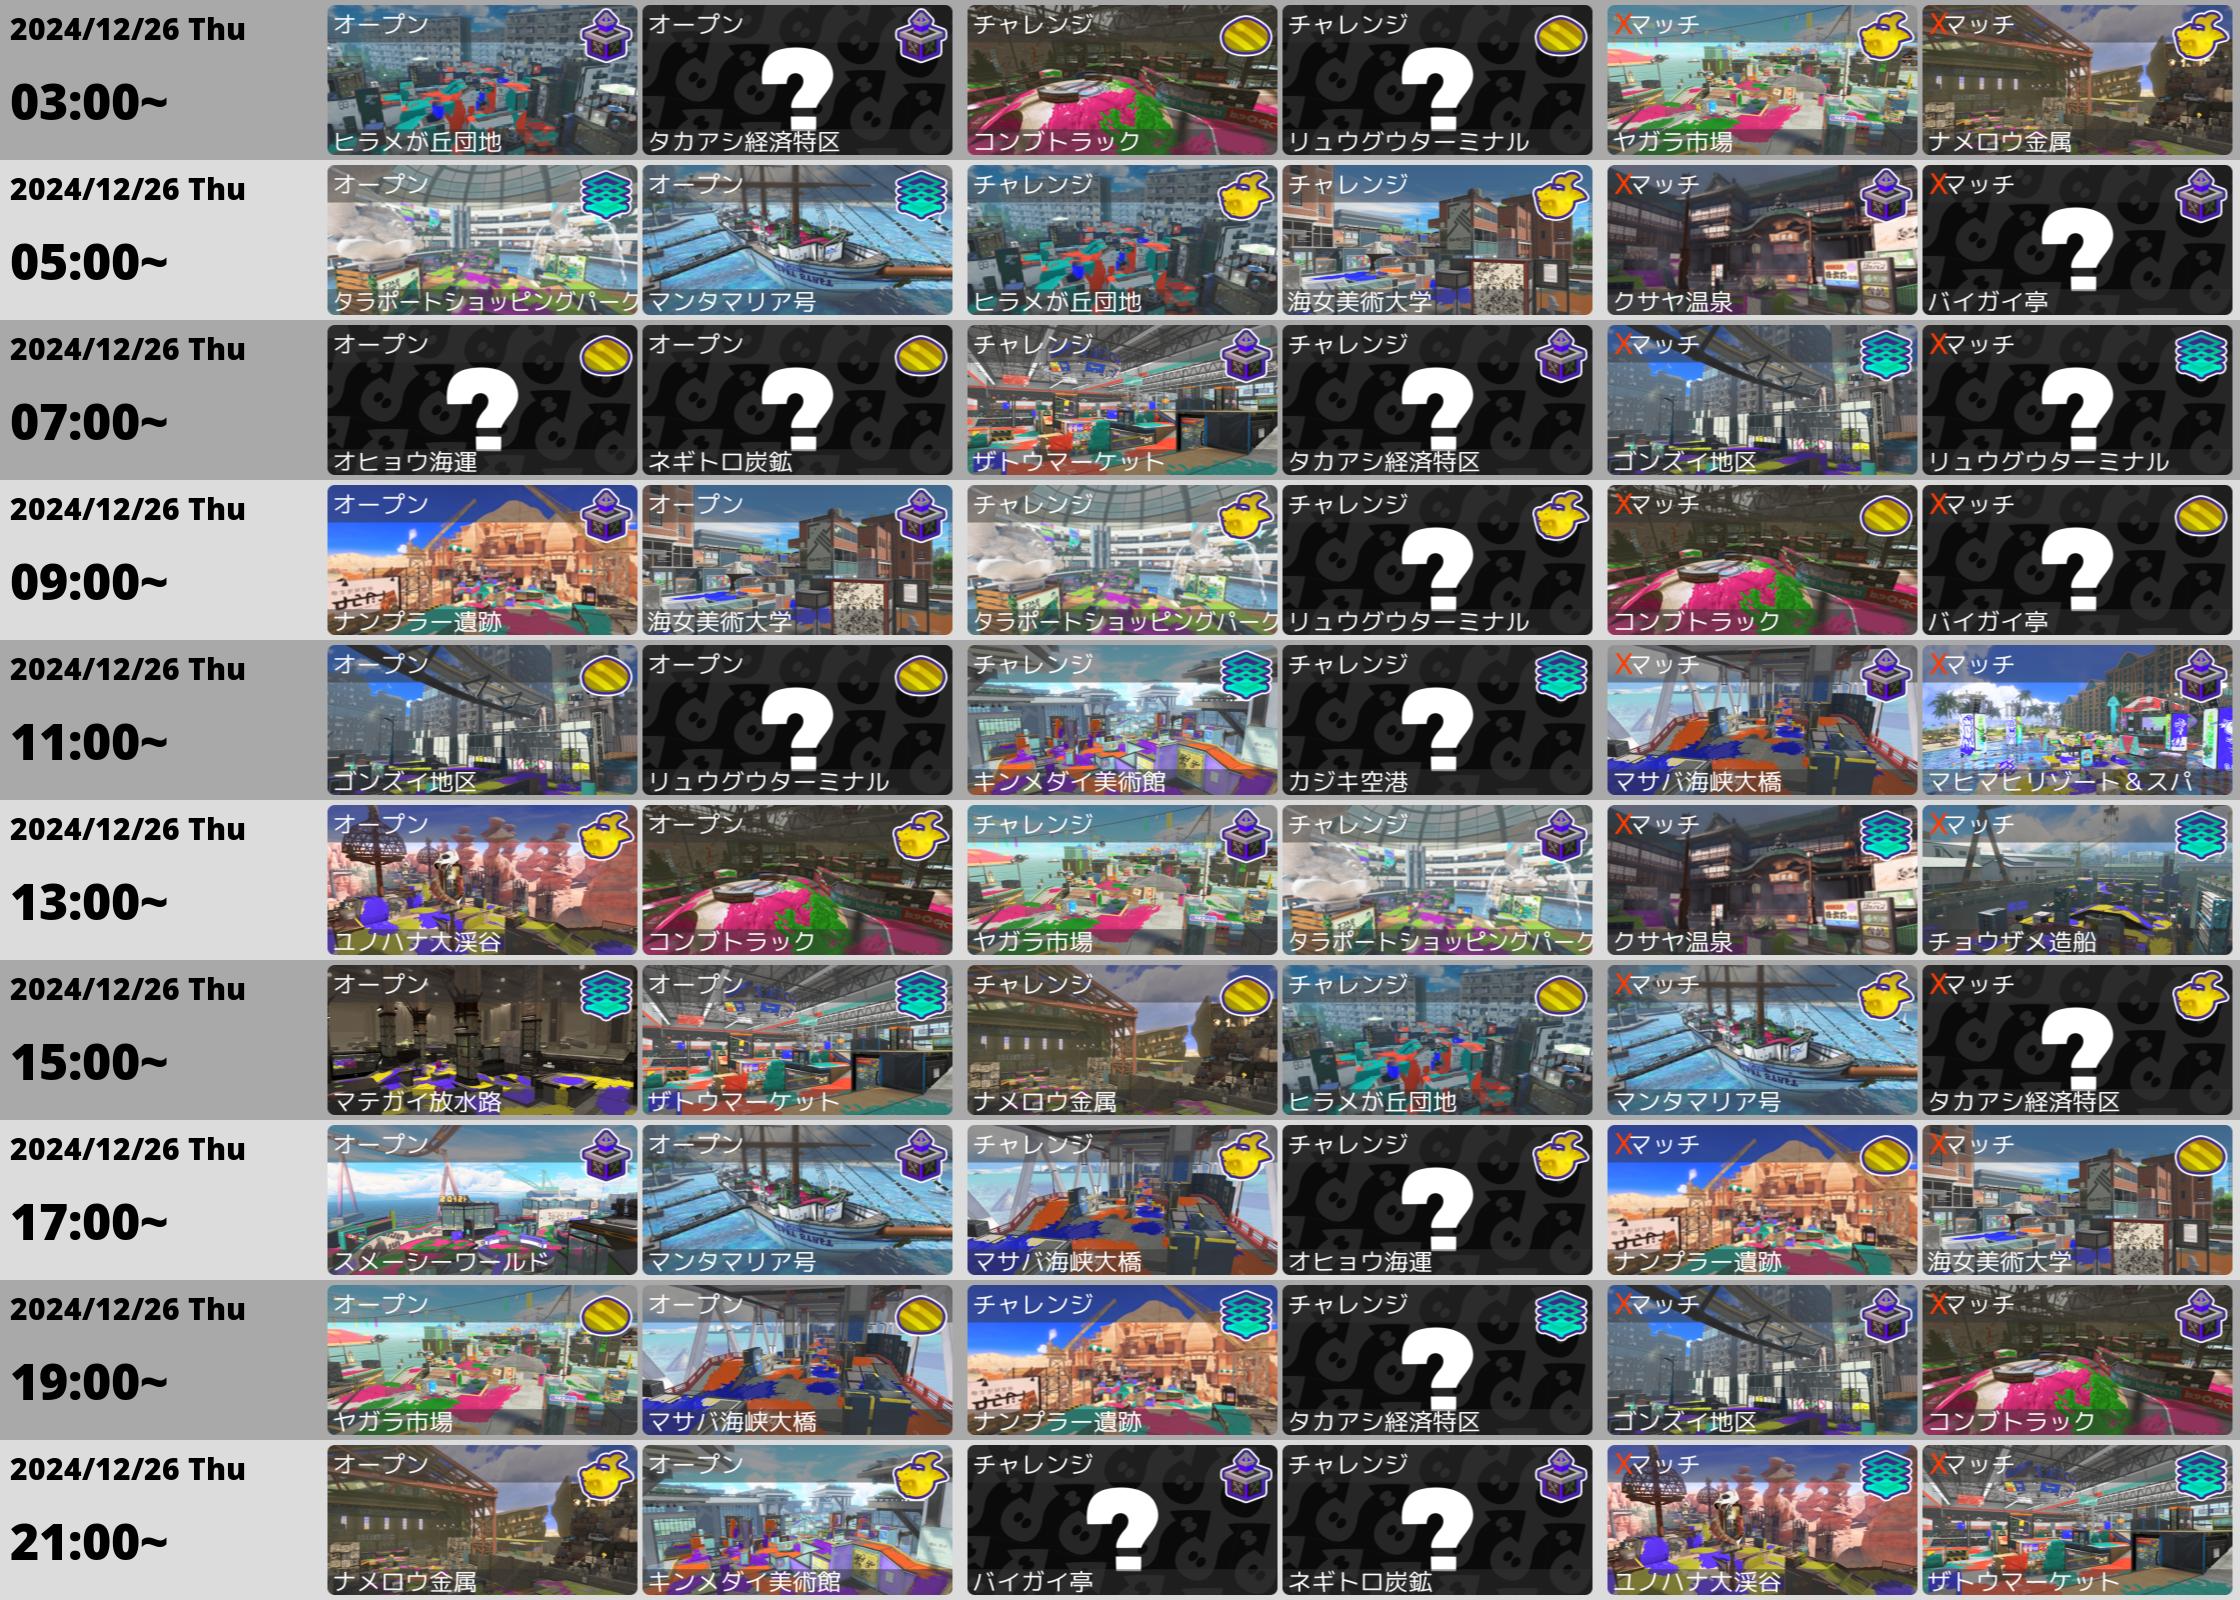 2024/12/26 Thu
03:00~
オープン
ヒラメが丘団地
オープン
タカアシ経済特区
チャレンジ
コンブトラック
チャレンジ
リュウグウターミナル
Xマッチ
ヤガラ市場
Xマッチ
ナメロウ金属
2024/12/26 Thu
05:00~
オープン
タラポートショッピングパーク
オープン
マンタマリア号
チャレンジ
ヒラメが丘団地
チャレンジ
海女美術大学
Xマッチ
クサヤ温泉
Xマッチ
バイガイ亭
2024/12/26 Thu
07:00~
オープン
オヒョウ海運
オープン
ネギトロ炭鉱
チャレンジ
ザトウマーケット
チャレンジ
タカアシ経済特区
Xマッチ
ゴンズイ地区
Xマッチ
リュウグウターミナル
2024/12/26 Thu
09:00~
オープン
ナンプラー遺跡
オープン
海女美術大学
チャレンジ
タラポートショッピングパーク
チャレンジ
リュウグウターミナル
Xマッチ
コンブトラック
Xマッチ
バイガイ亭
2024/12/26 Thu
11:00~
オープン
ゴンズイ地区
オープン
リュウグウターミナル
チャレンジ
キンメダイ美術館
チャレンジ
カジキ空港
Xマッチ
マサバ海峡大橋
Xマッチ
マヒマヒリゾート＆スパ
2024/12/26 Thu
13:00~
オープン
ユノハナ大渓谷
オープン
コンブトラック
チャレンジ
ヤガラ市場
チャレンジ
タラポートショッピングパーク
Xマッチ
クサヤ温泉
Xマッチ
チョウザメ造船
2024/12/26 Thu
15:00~
オープン
マテガイ放水路
オープン
ザトウマーケット
チャレンジ
ナメロウ金属
チャレンジ
ヒラメが丘団地
Xマッチ
マンタマリア号
Xマッチ
タカアシ経済特区
2024/12/26 Thu
17:00~
オープン
スメーシーワールド
オープン
マンタマリア号
チャレンジ
マサバ海峡大橋
チャレンジ
オヒョウ海運
Xマッチ
ナンプラー遺跡
Xマッチ
海女美術大学
2024/12/26 Thu
19:00~
オープン
ヤガラ市場
オープン
マサバ海峡大橋
チャレンジ
ナンプラー遺跡
チャレンジ
タカアシ経済特区
Xマッチ
ゴンズイ地区
Xマッチ
コンブトラック
2024/12/26 Thu
21:00~
オープン
ナメロウ金属
オープン
キンメダイ美術館
チャレンジ
バイガイ亭
チャレンジ
ネギトロ炭鉱
Xマッチ
ユノハナ大渓谷
Xマッチ
ザトウマーケット